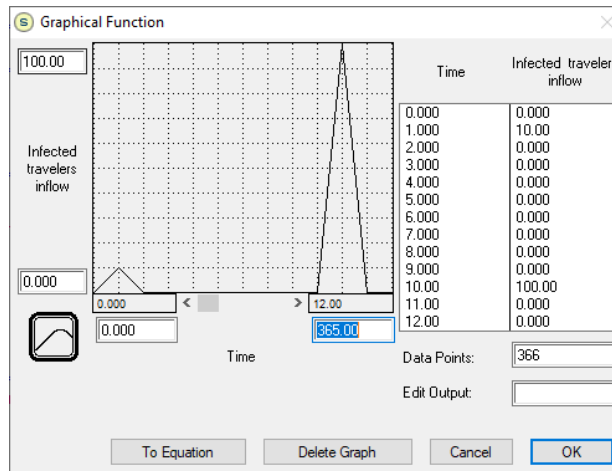 S Graphical Function
100.00
Infected
travelers
inflow
0.000
0.000 < > 12.00
0.000 365.00
Time
Time Infected traveler
inflow
0.000 0.000
1.000 10.00
2.000 0.000
3.000 0.000
4.000 0.000
5.000 0.000
6.000 0.000
7.000 0.000
8.000 0.000
9.000 0.000
10.00 100.00
11.00 0.000
12.00 0.000
Data Points: 366
Edit Output:
To Equation Delete Graph Cancel OK